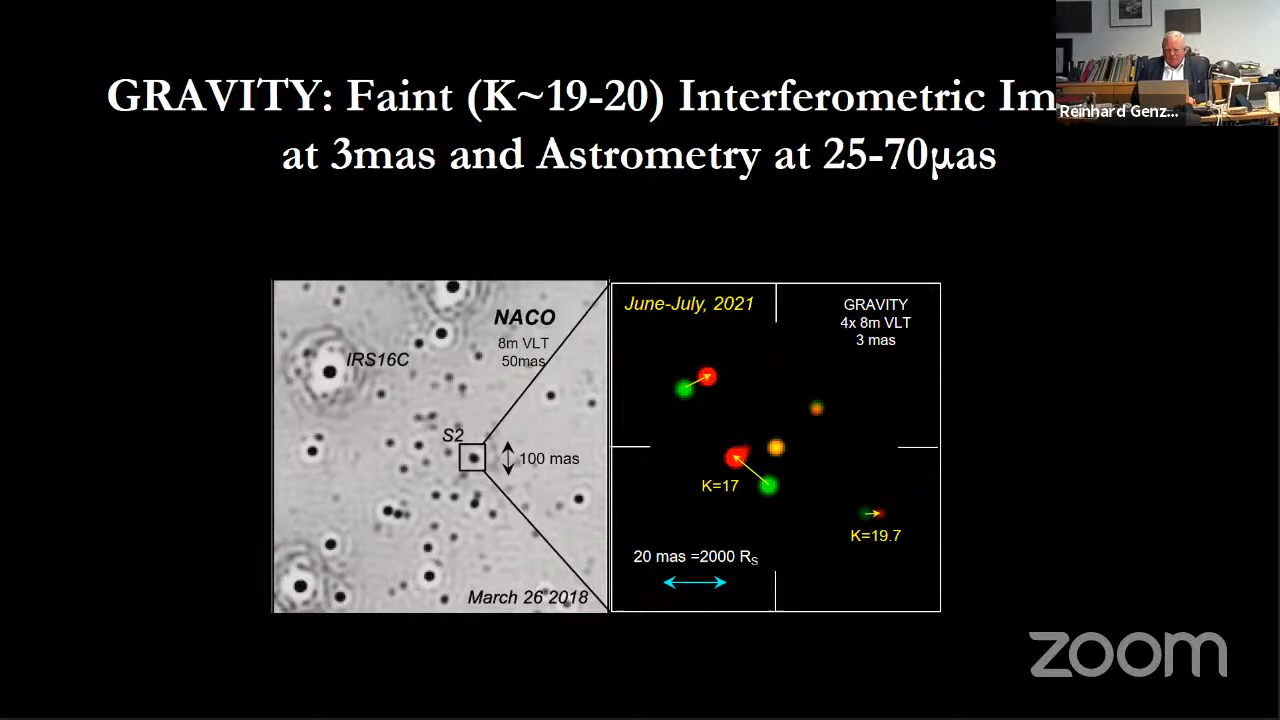 GRAVITY: Faint (K~19-20) Interferometric Im
at 3mas and Astrometry at 25-70μas
Reinhard Genz...
NACO
8m VLT
50mas
IRS16C
S2
100 mas
March 26 2018
June-July, 2021
GRAVITY
4x 8m VLT
3 mas
K=17
K=19.7
20 mas =2000 RS
zoom